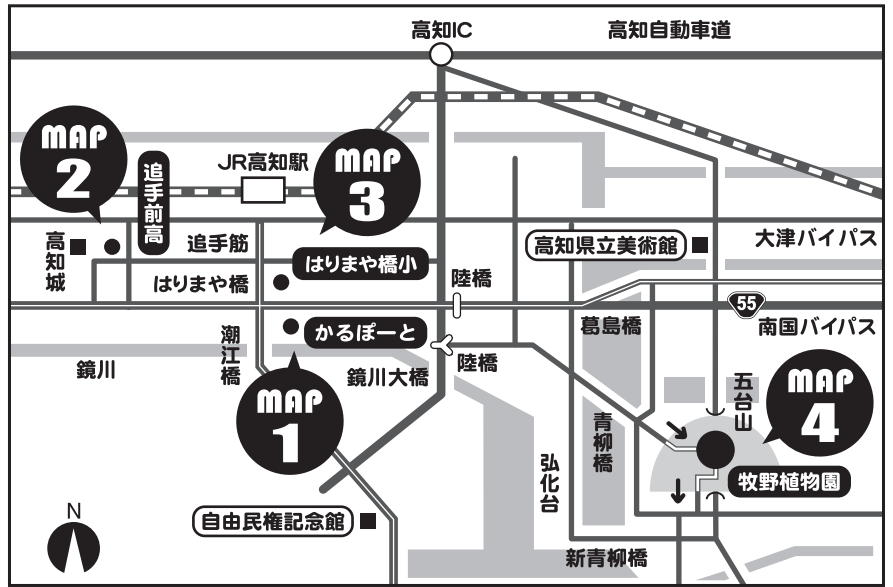 高知IC
高知自動車道
MAP
2
追手前高
JR高知駅
MAP
3
高知城
追手筋
はりまや橋小
高知県立美術館
大津バイパス
はりまや橋
陸橋
55
かるぽーと
葛島橋
南国バイパス
潮江橋
鏡川
鏡川大橋
陸橋
MAP
1
五台山
MAP
4
青柳橋
弘化台
牧野植物園
自由民権記念館
N
新青柳橋